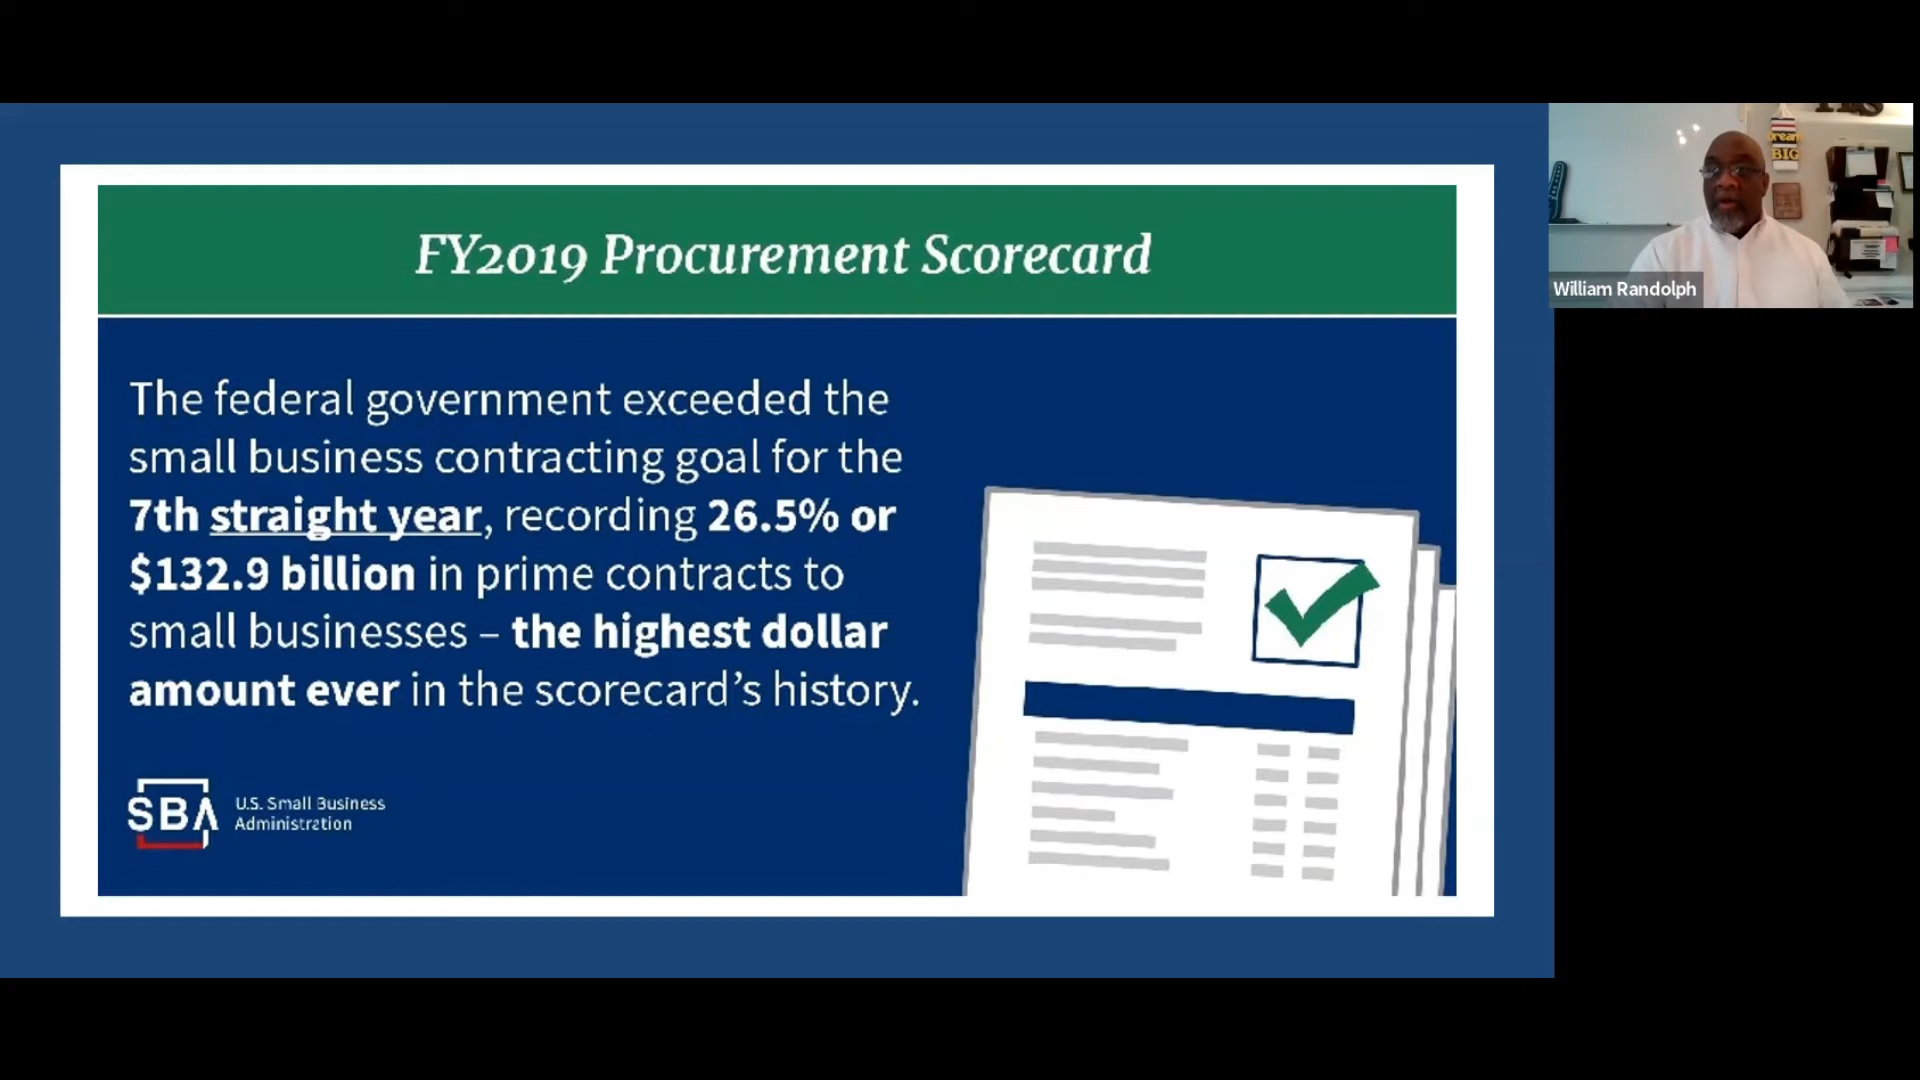 FY2019 Procurement Scorecard
The federal government exceeded the
small business contracting goal for the
7th straight year, recording 26.5% or
$132.9 billion in prime contracts to
small businesses – the highest dollar
amount ever in the scorecard’s history.
SBA
U.S. Small Business
Administration
Dream
BIG
William Randolph